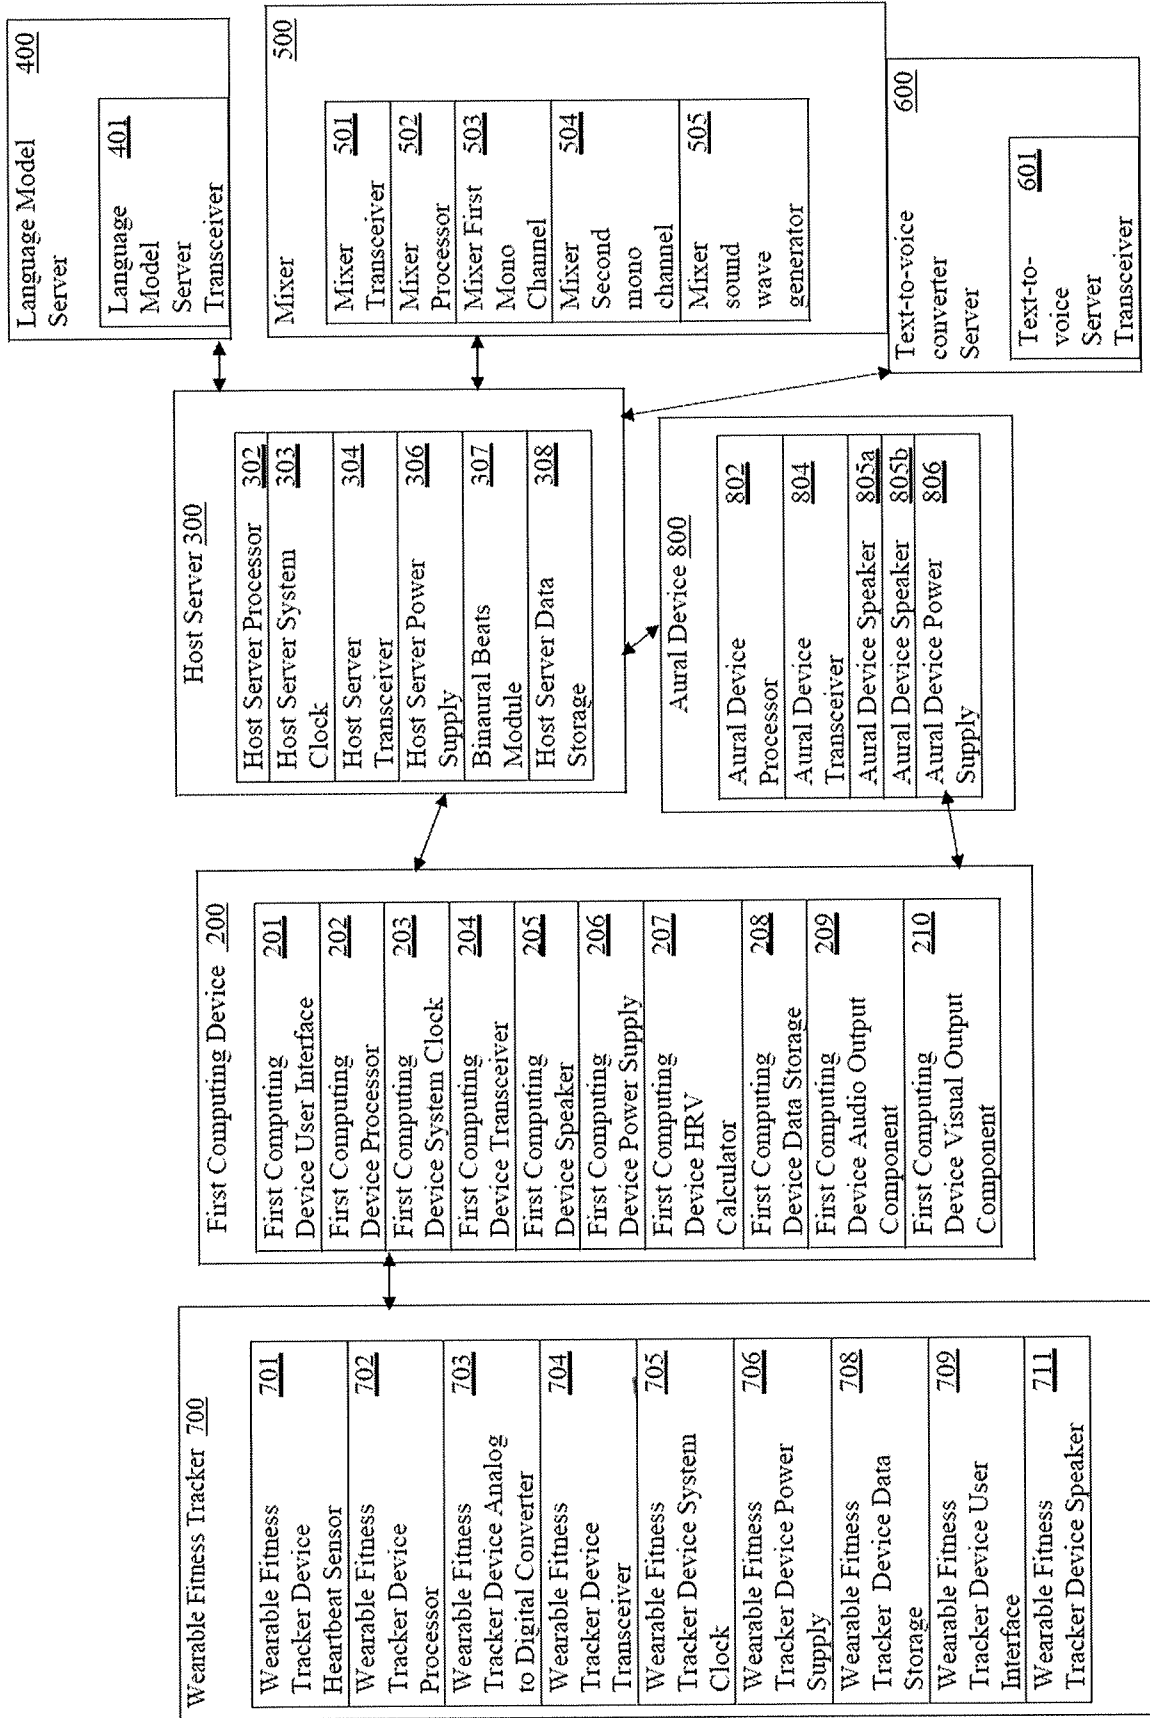 Wearable Fitness Tracker 700
Wearable Fitness 701
Tracker Device
Heartbeat Sensor
Wearable Fitness 702
Tracker Device
Processor
Wearable Fitness 703
Tracker Device Analog
to Digital Converter
Wearable Fitness 704
Tracker Device
Transceiver
Wearable Fitness 705
Tracker Device System
Clock
Wearable Fitness 706
Tracker Device Power
Supply
Wearable Fitness 708
Tracker Device Data
Storage
Wearable Fitness 709
Tracker Device User
Interface
Wearable Fitness 711
Tracker Device Speaker
First Computing Device 200
First Computing 201
Device User Interface
First Computing 202
Device Processor
First Computing 203
Device System Clock
First Computing 204
Device Transceiver
First Computing 205
Device Speaker
First Computing 206
Device Power Supply
First Computing 207
Device HRV
Calculator
First Computing 208
Device Data Storage
First Computing 209
Device Audio Output
Component
First Computing 210
Device Visual Output
Component
Host Server 300
Host Server Processor 302
Host Server System 303
Clock
Host Server 304
Transceiver
Host Server Power 306
Supply
Binaural Beats 307
Module
Host Server Data 308
Storage
Aural Device 800
Aural Device 802
Processor
Aural Device 804
Transceiver
Aural Device Speaker 805a
Aural Device Speaker 805b
Aural Device Power 806
Supply
Language Model 400
Server
Language 401
Model
Server
Transceiver
Mixer 500
Mixer 501
Transceiver
Mixer 502
Processor
Mixer First 503
Mono
Channel
Mixer 504
Second
mono
channel
Mixer 505
sound
wave
generator
Text-to-voice 600
converter
Server
Text-to- 601
voice
Server
Transceiver